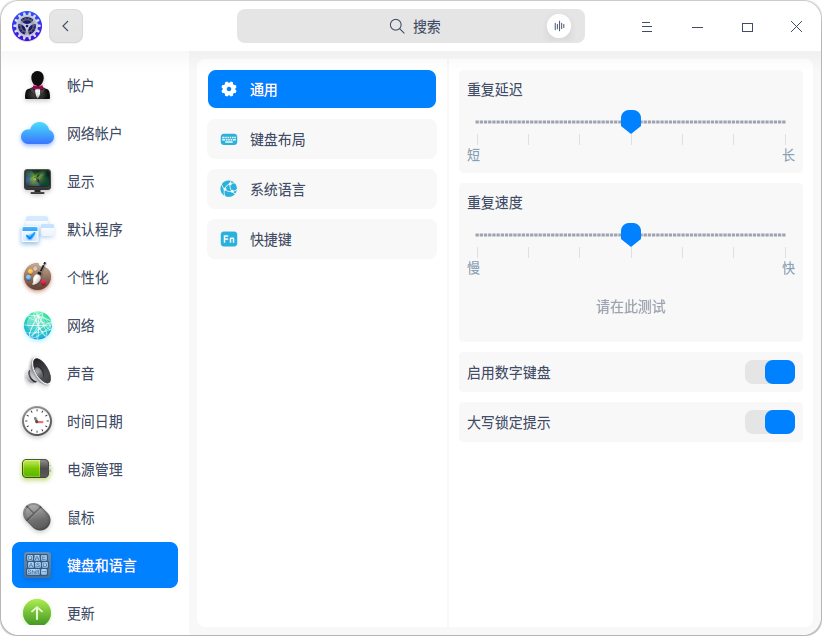 搜索
帐户
网络帐户
显示
默认程序
个性化
网络
声音
时间日期
电源管理
鼠标
键盘和语言
更新
通用
键盘布局
系统语言
Fn 快捷键
重复延迟
短 长
重复速度
慢 快
请在此测试
启用数字键盘
大写锁定提示